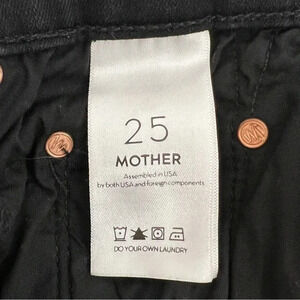 25
MOTHER
Assembled in USA
by both USA and foreign components
DO YOUR OWN LAUNDRY